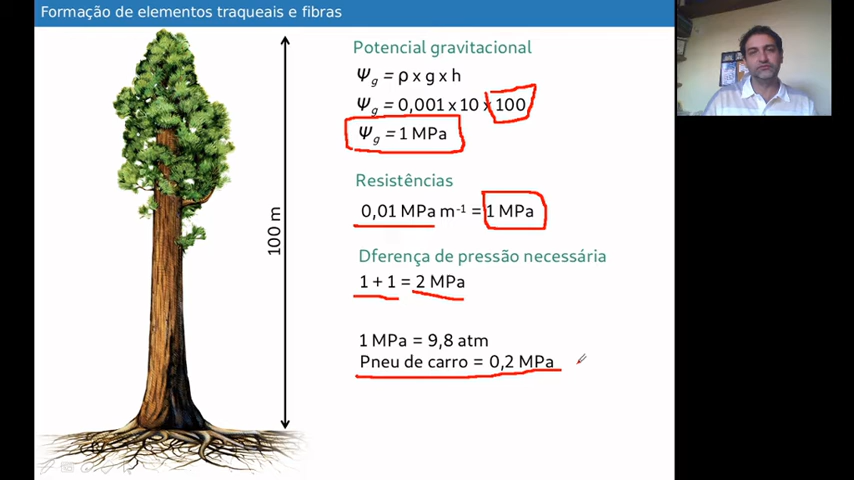 Formação de elementos traqueais e fibras
Potencial gravitacional
Ψg = ρ x g x h
Ψg = 0,001 x 10 x 100
Ψg = 1 MPa
Resistências
0,01 MPa m⁻¹ = 1 MPa
Dferença de pressão necessária
1 + 1 = 2 MPa
1 MPa = 9,8 atm
Pneu de carro = 0,2 MPa
100 m